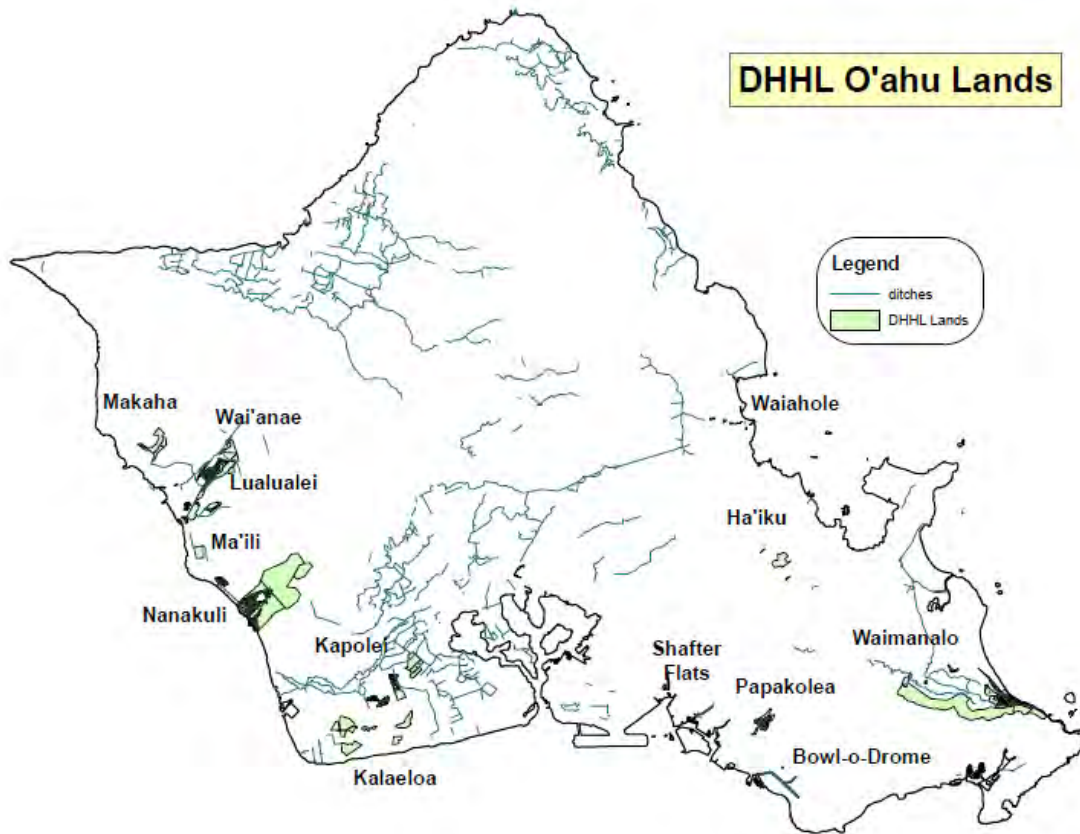 DHHL O'ahu Lands
Legend
ditches
DHHL Lands
Makaha
Wai'anae
Waiahole
Lualualei
Ha'iku
Ma'ili
Nanakuli
Kapolei
Waimanalo
Shafter
Flats
Papakolea
Bowl-o-Drome
Kalaeloa